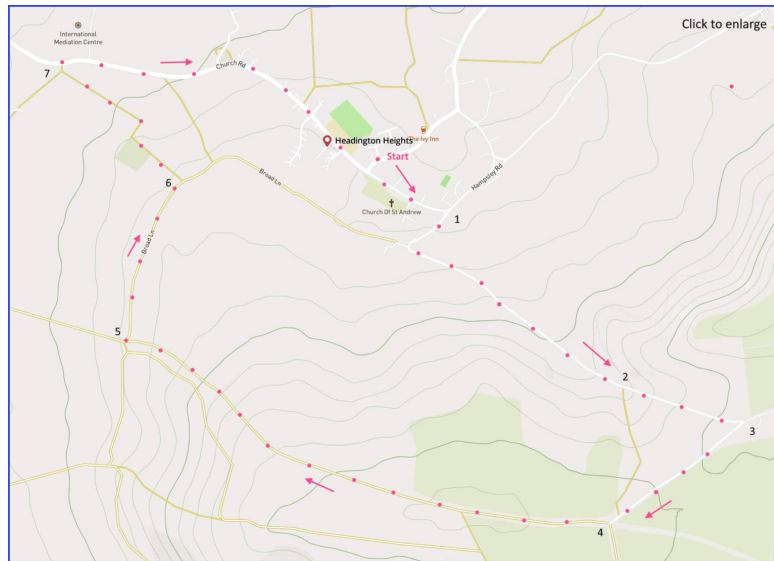 Click to enlarge
International
Mediation Centre
7
Church Rd
The Ivy Inn
Headington Heights
Start
Hampsley Rd
Broad Ln
6
Church Of St Andrew
1
Broad Ln
5
2
3
4